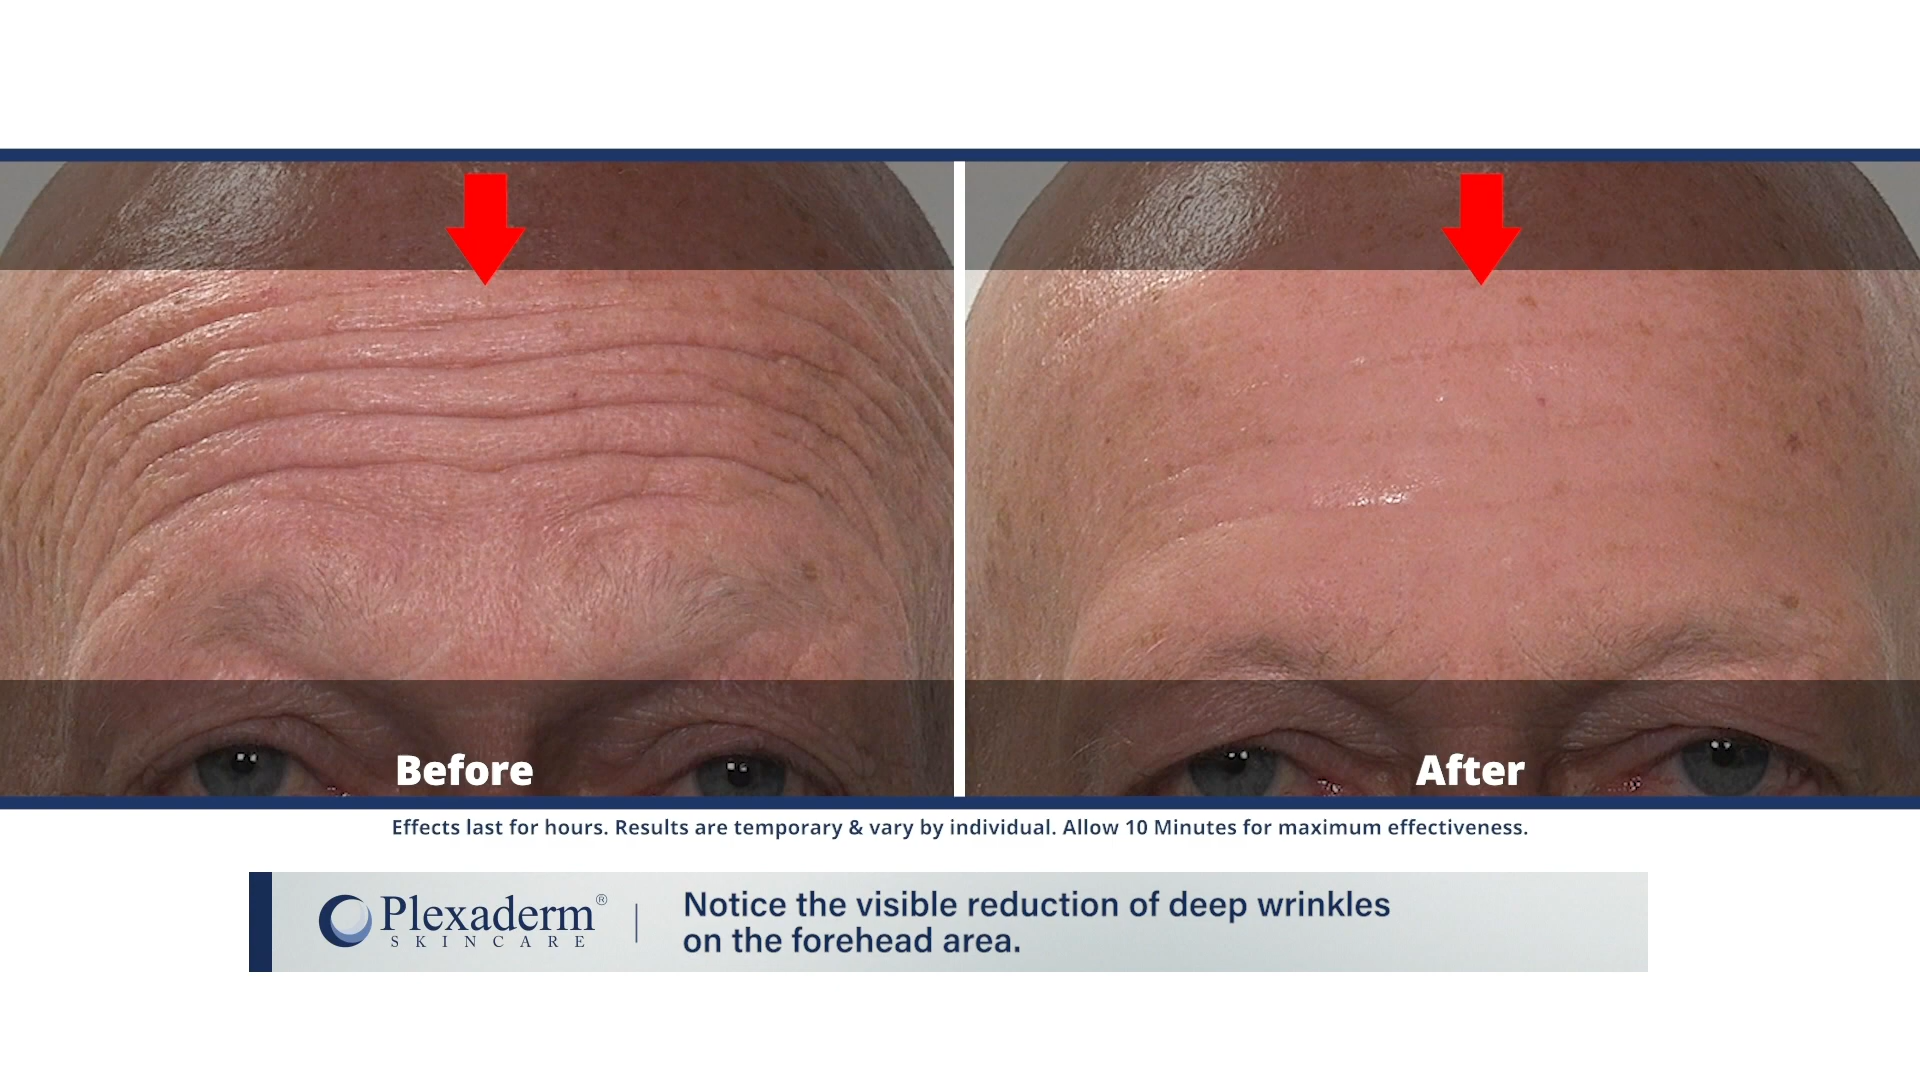 Before
After
Effects last for hours. Results are temporary & vary by individual. Allow 10 Minutes for maximum effectiveness.
Plexaderm®
SKINCARE
Notice the visible reduction of deep wrinkles
on the forehead area.